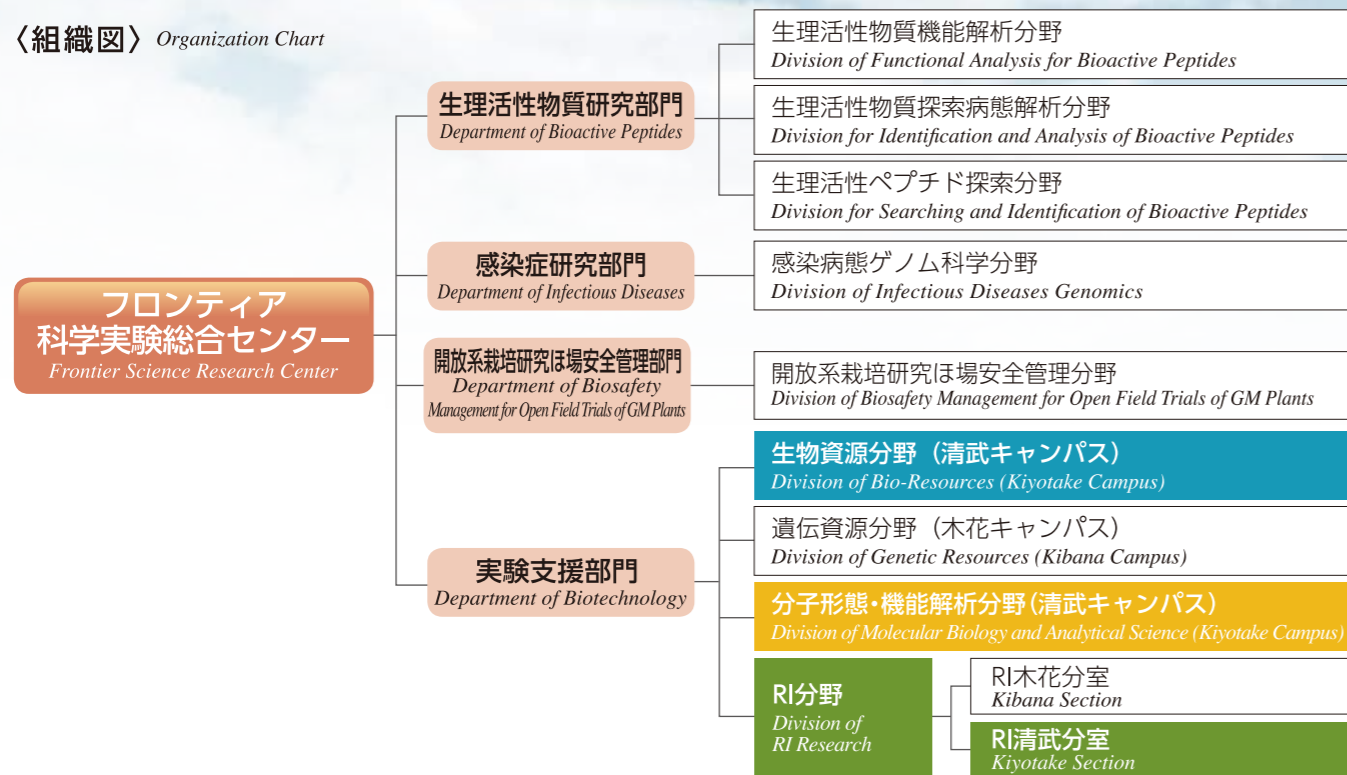 〈組織図〉 Organization Chart
フロンティア
科学実験総合センター
Frontier Science Research Center
生理活性物質研究部門
Department of Bioactive Peptides
生理活性物質機能解析分野
Division of Functional Analysis for Bioactive Peptides
生理活性物質探索病態解析分野
Division for Identification and Analysis of Bioactive Peptides
生理活性ペプチド探索分野
Division for Searching and Identification of Bioactive Peptides
感染症研究部門
Department of Infectious Diseases
感染病態ゲノム科学分野
Division of Infectious Diseases Genomics
開放系栽培研究ほ場安全管理部門
Department of Biosafety
Management for Open Field Trials of GM Plants
開放系栽培研究ほ場安全管理分野
Division of Biosafety Management for Open Field Trials of GM Plants
実験支援部門
Department of Biotechnology
生物資源分野（清武キャンパス）
Division of Bio-Resources (Kiyotake Campus)
遺伝資源分野（木花キャンパス）
Division of Genetic Resources (Kibana Campus)
分子形態・機能解析分野(清武キャンパス)
Division of Molecular Biology and Analytical Science (Kiyotake Campus)
RI分野
Division of
RI Research
RI木花分室
Kibana Section
RI清武分室
Kiyotake Section